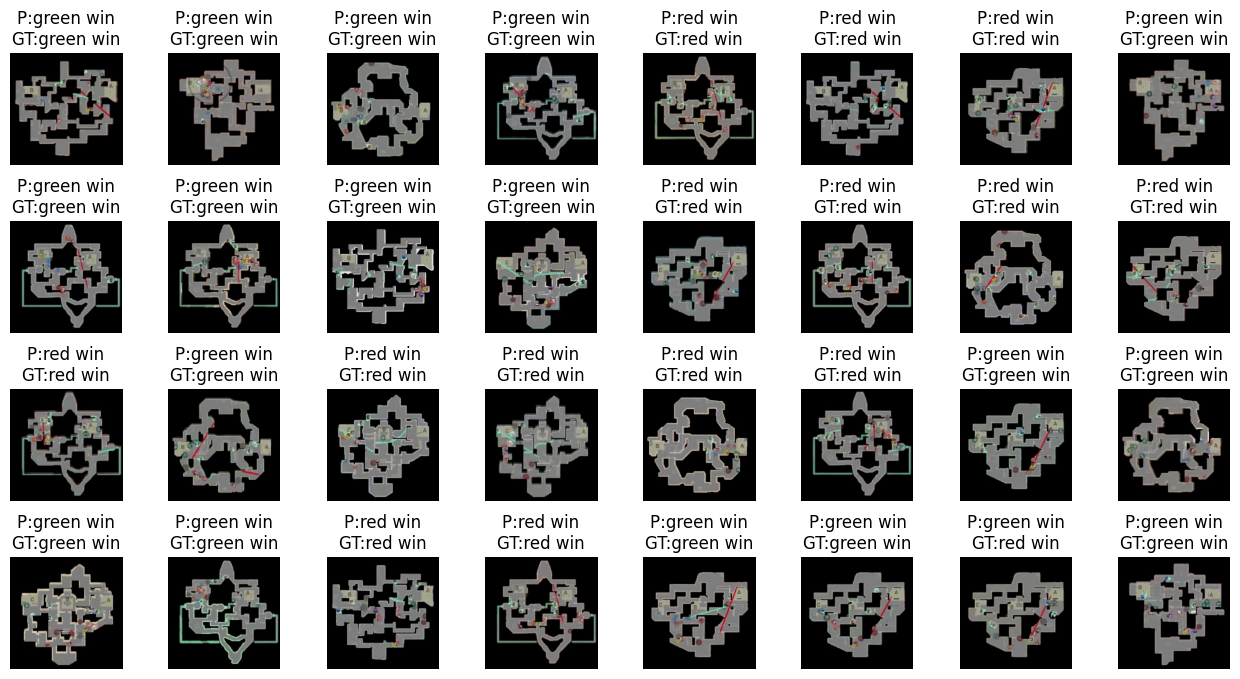 P:green win P:green win P:green win P:green win P:red win P:red win P:red win P:green win
GT:green win GT:green win GT:green win GT:green win GT:red win GT:red win GT:red win GT:green win
P:green win P:green win P:green win P:green win P:red win P:red win P:red win P:red win
GT:green win GT:green win GT:green win GT:green win GT:red win GT:red win GT:red win GT:red win
P:red win P:green win P:red win P:red win P:red win P:red win P:green win P:green win
GT:red win GT:green win GT:red win GT:red win GT:red win GT:red win GT:green win GT:green win
P:green win P:green win P:red win P:red win P:green win P:green win P:green win P:green win
GT:green win GT:green win GT:red win GT:red win GT:green win GT:green win GT:red win GT:green win